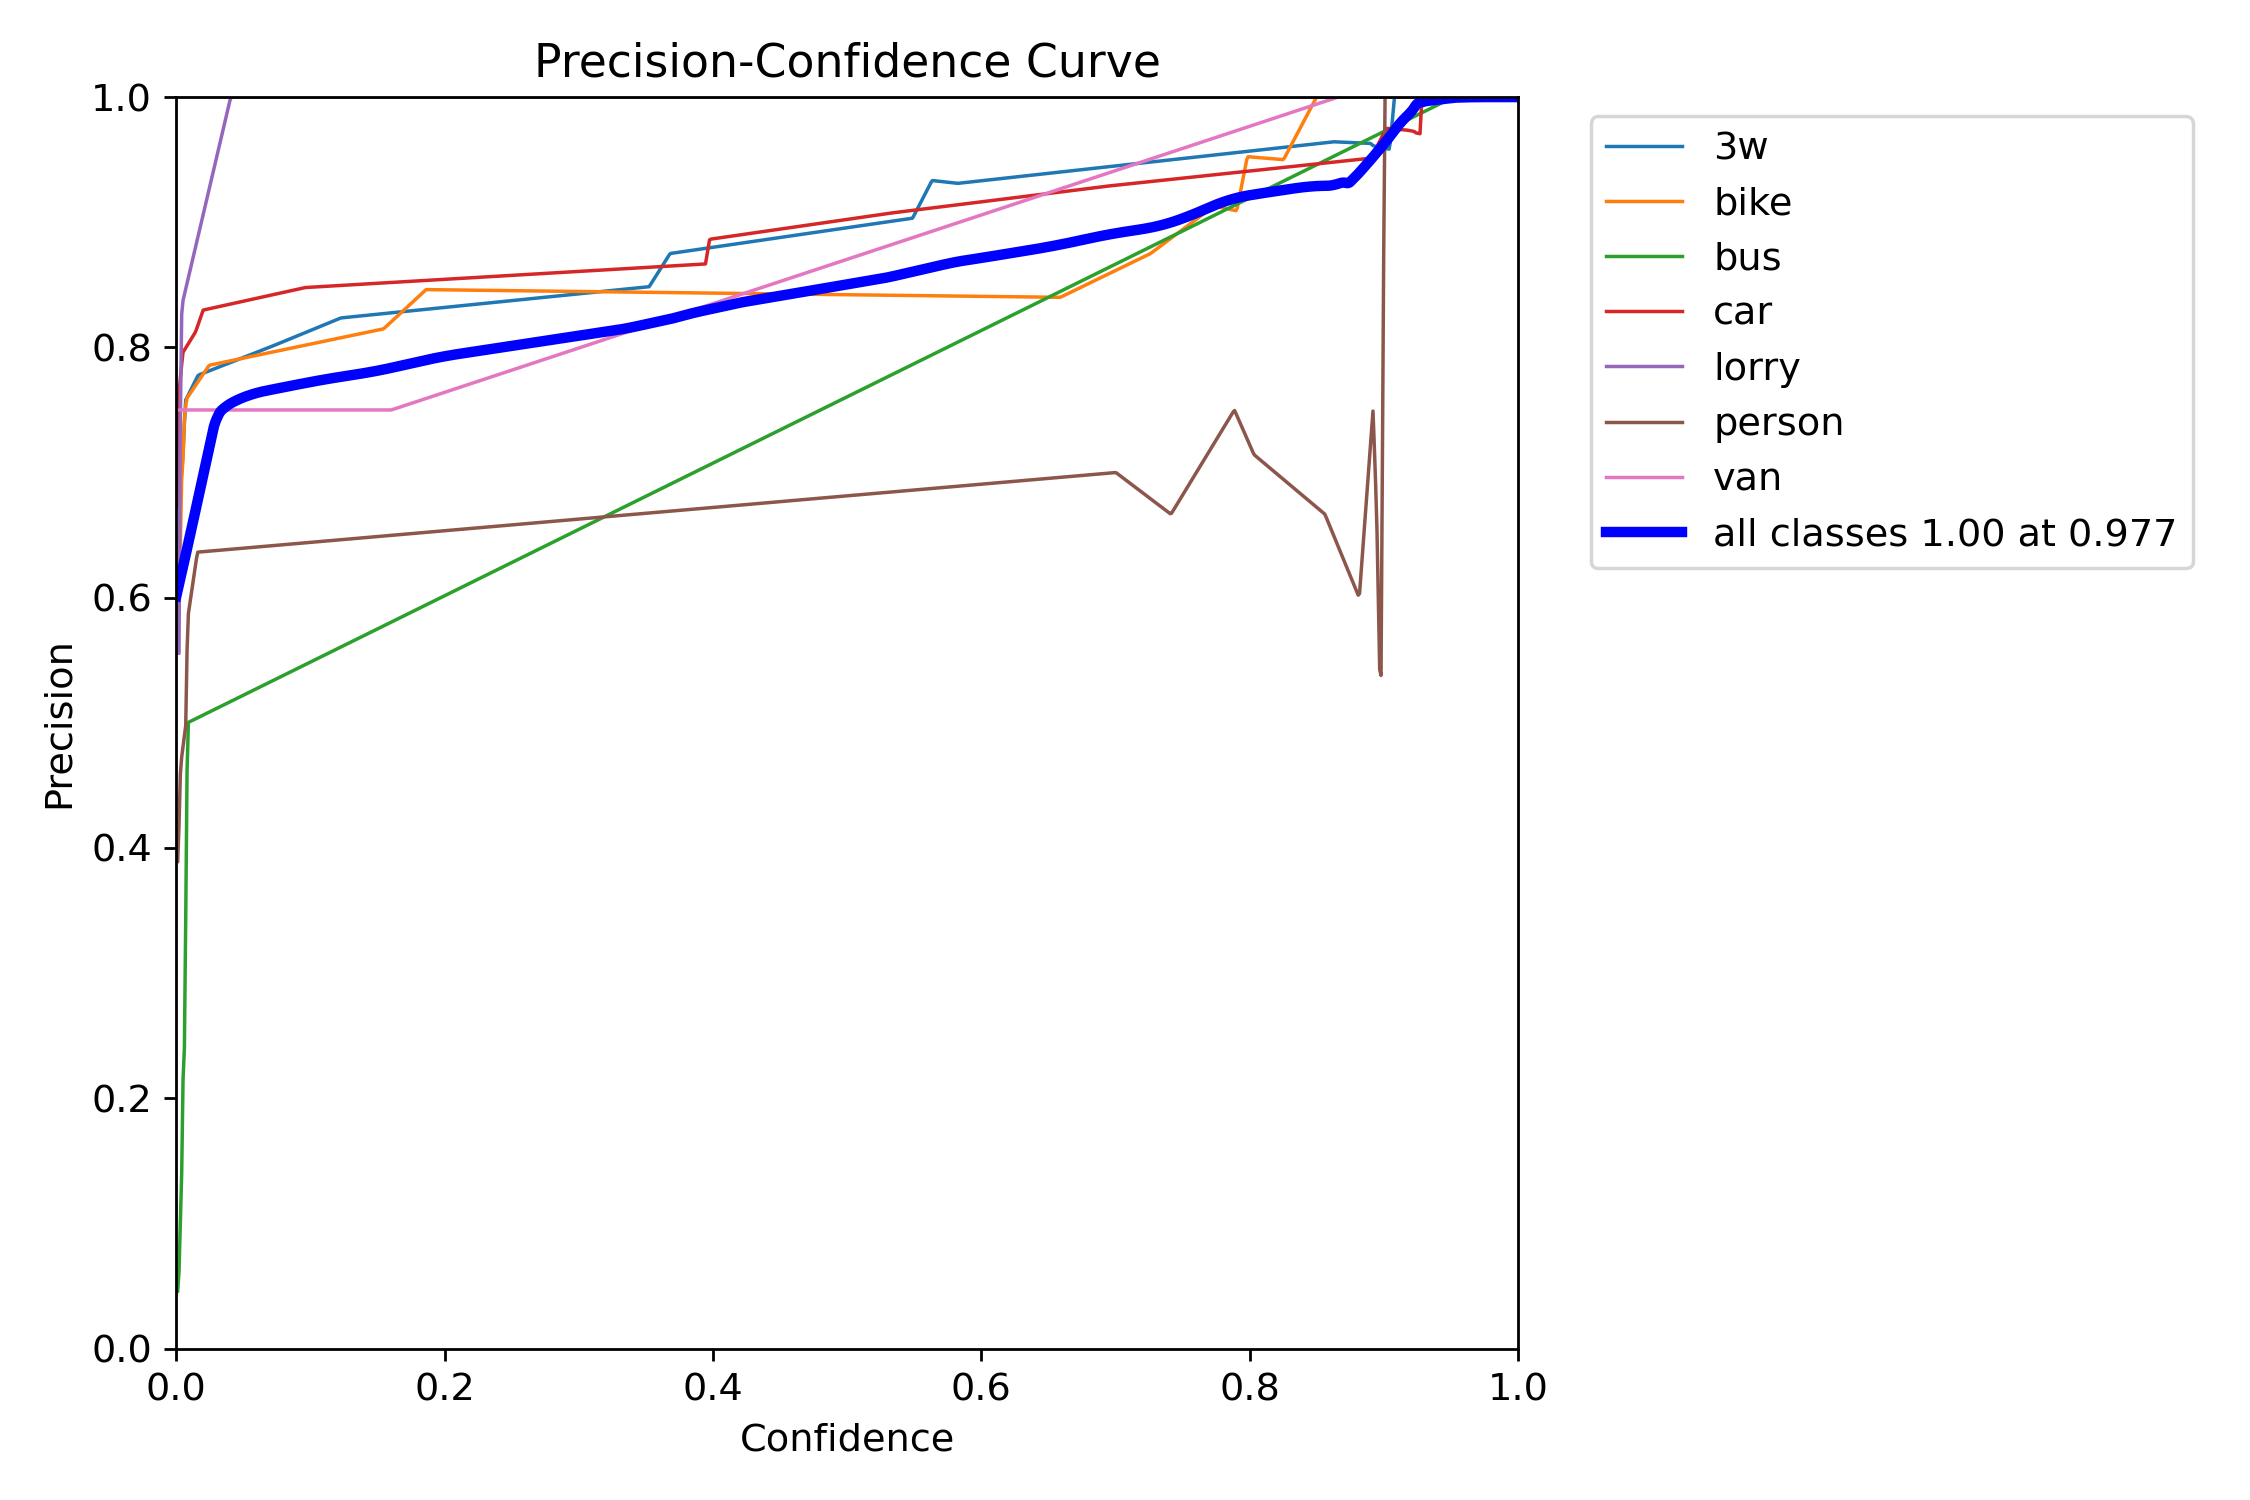 Precision-Confidence Curve
1.0
0.8
0.6
0.4
0.2
0.0
Precision
0.0 0.2 0.4 0.6 0.8 1.0
Confidence
3w
bike
bus
car
lorry
person
van
all classes 1.00 at 0.977